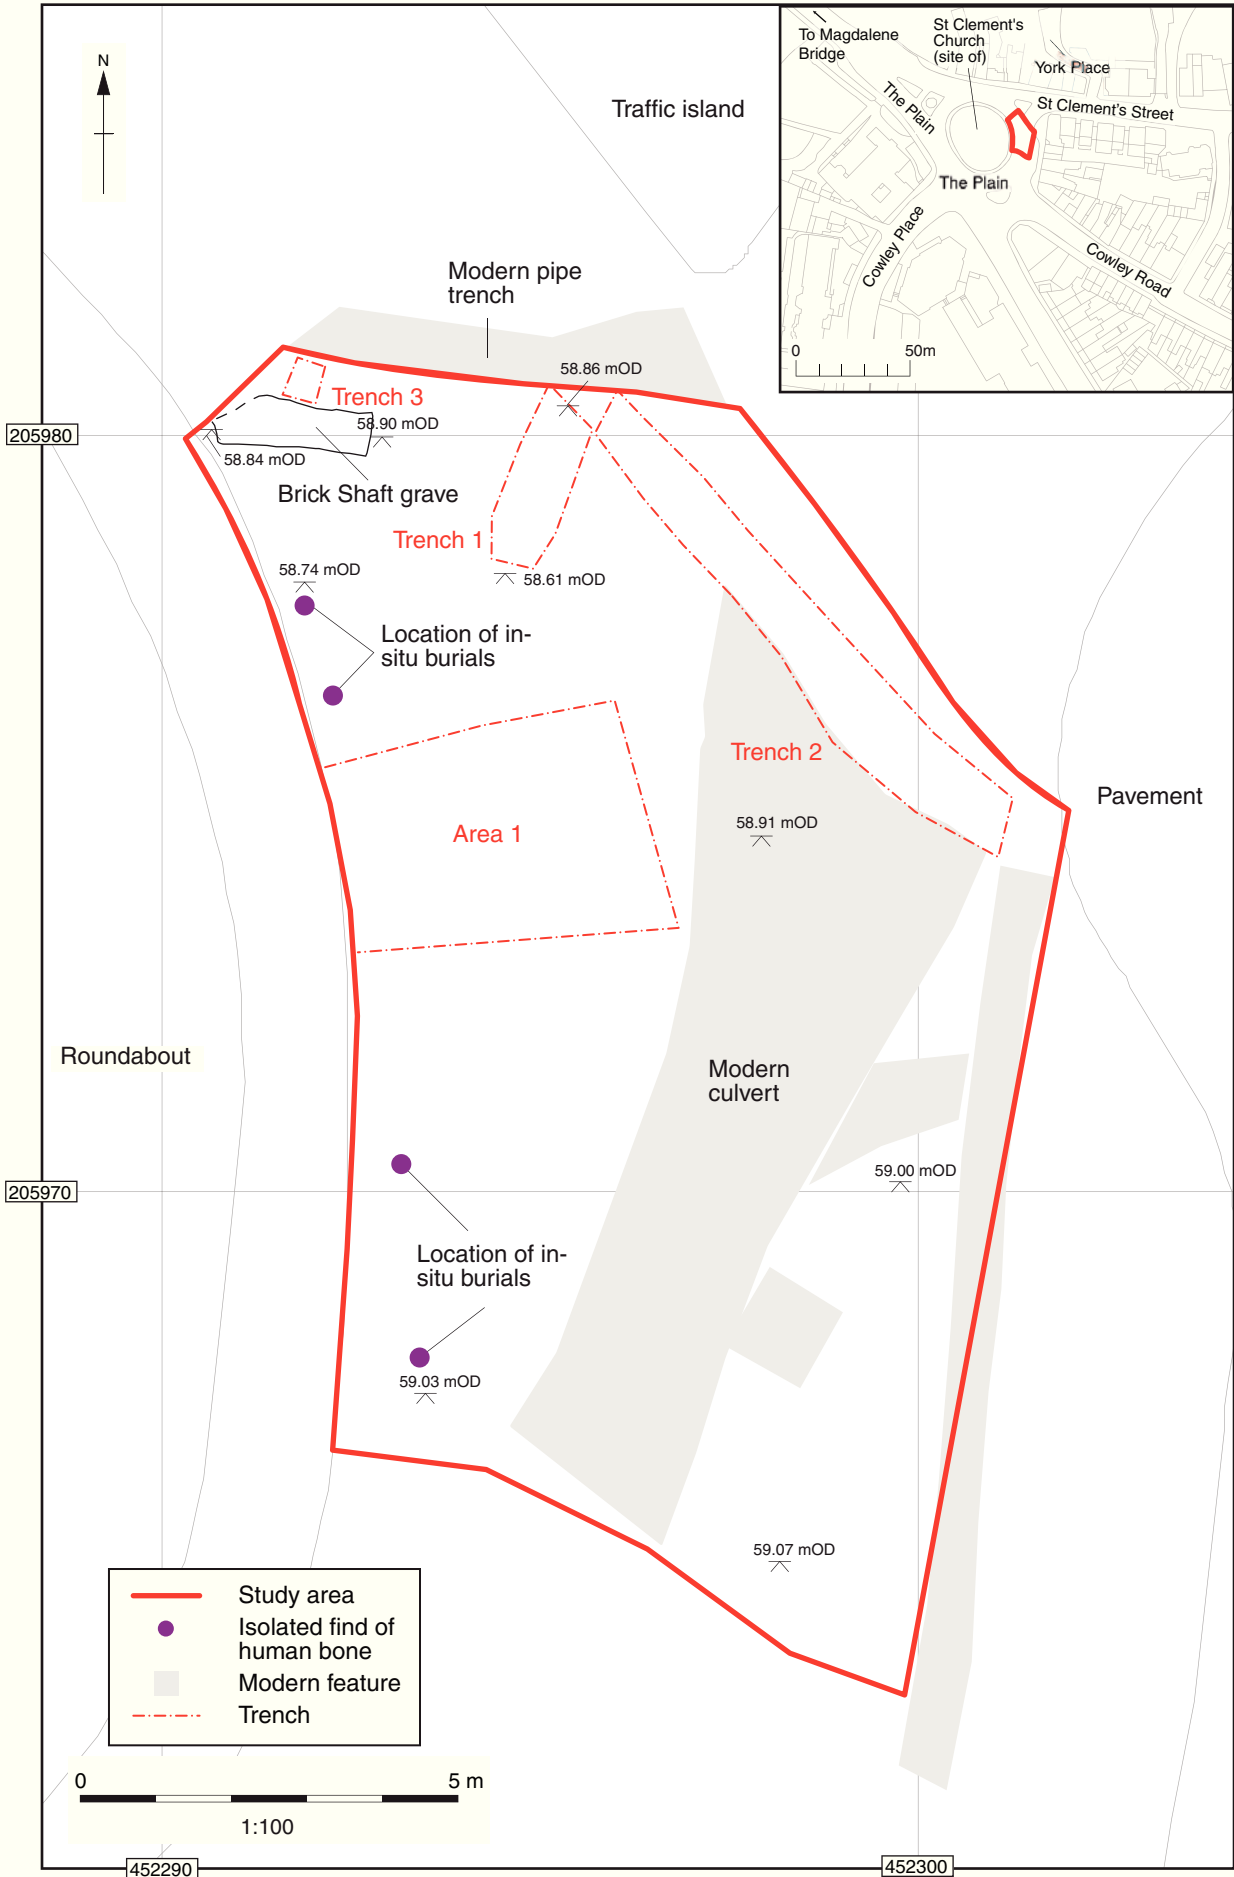 To Magdalene
Bridge
St Clement's
Church
(site of)
York Place
The Plain
St Clement's Street
The Plain
Cowley Place
Cowley Road
0
50m
N
Traffic island
Modern pipe
trench
58.86 mOD
Trench 3
58.90 mOD
205980
58.84 mOD
Brick Shaft grave
Trench 1
58.74 mOD
58.61 mOD
Location of in-
situ burials
Trench 2
Pavement
58.91 mOD
Area 1
Roundabout
Modern
culvert
59.00 mOD
205970
Location of in-
situ burials
59.03 mOD
59.07 mOD
Study area
Isolated find of
human bone
Modern feature
Trench
0
5 m
1:100
452290
452300